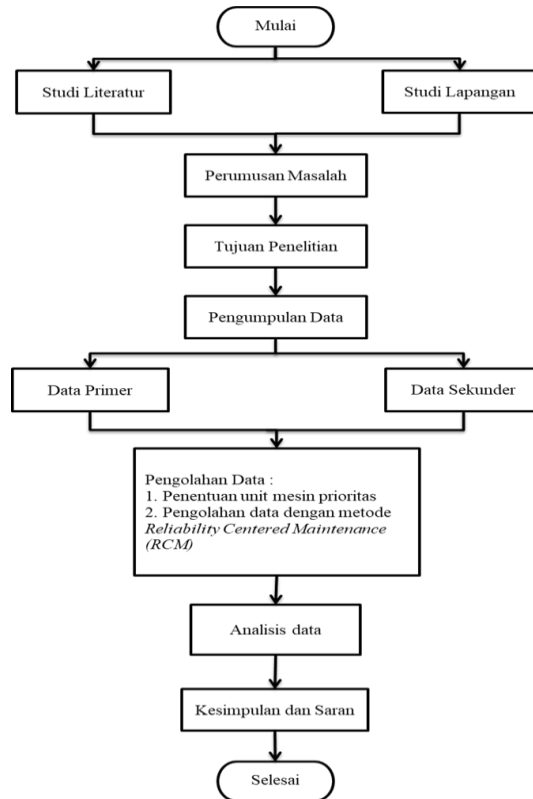 Mulai
Studi Literatur
Studi Lapangan
Perumusan Masalah
Tujuan Penelitian
Pengumpulan Data
Data Primer
Data Sekunder
Pengolahan Data :
1. Penentuan unit mesin prioritas
2. Pengolahan data dengan metode
Reliability Centered Maintenance
(RCM)
Analisis data
Kesimpulan dan Saran
Selesai